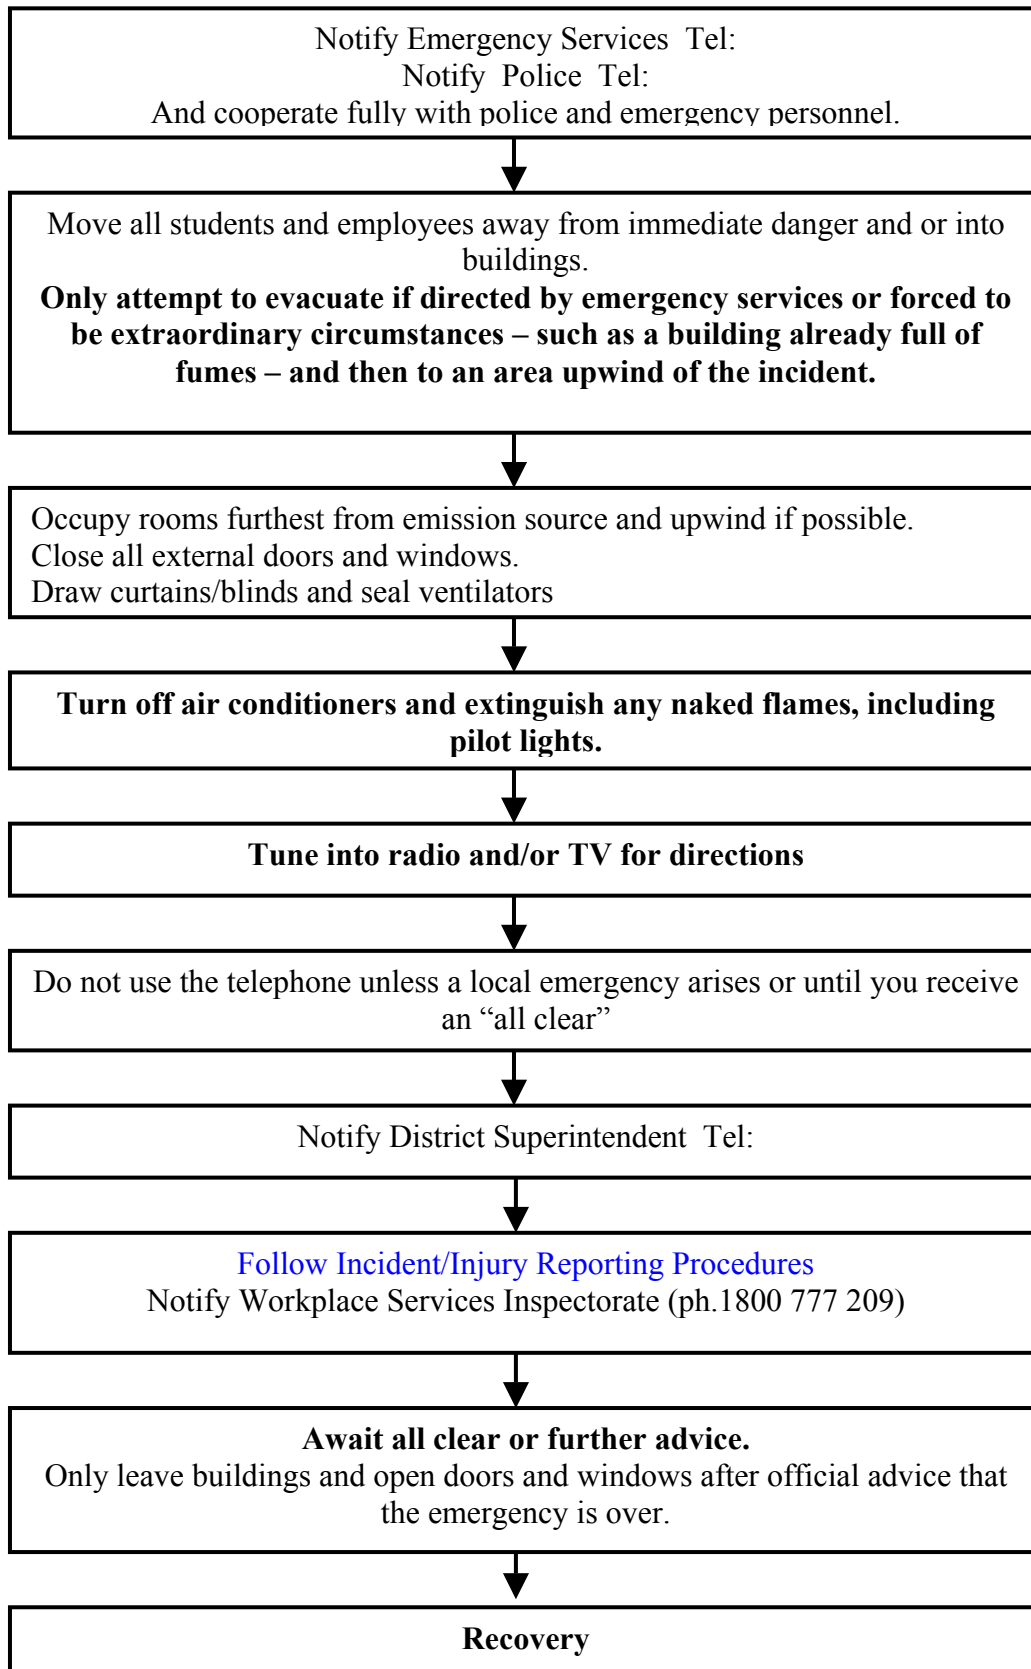 Notify Emergency Services  Tel:
Notify  Police  Tel:
And cooperate fully with police and emergency personnel.
Move all students and employees away from immediate danger and or into
buildings.
Only attempt to evacuate if directed by emergency services or forced to
be extraordinary circumstances – such as a building already full of
fumes – and then to an area upwind of the incident.
Occupy rooms furthest from emission source and upwind if possible.
Close all external doors and windows.
Draw curtains/blinds and seal ventilators
Turn off air conditioners and extinguish any naked flames, including
pilot lights.
Tune into radio and/or TV for directions
Do not use the telephone unless a local emergency arises or until you receive
an “all clear”
Notify District Superintendent  Tel:
Follow Incident/Injury Reporting Procedures
Notify Workplace Services Inspectorate (ph.1800 777 209)
Await all clear or further advice.
Only leave buildings and open doors and windows after official advice that
the emergency is over.
Recovery